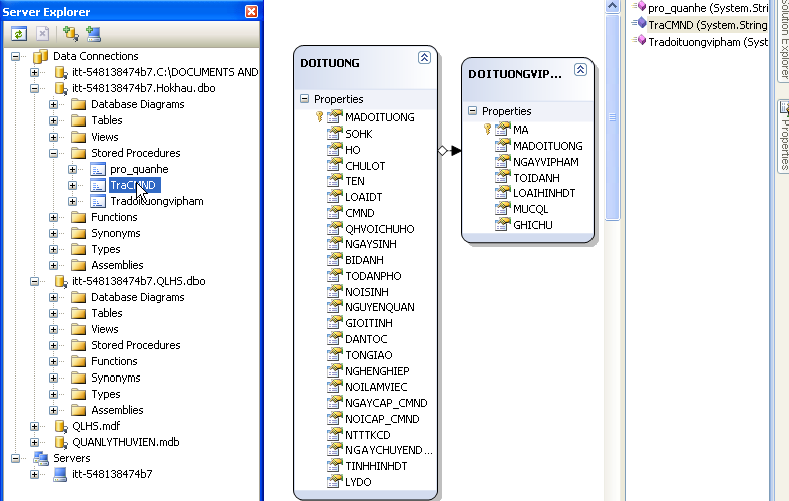 Server Explorer
Data Connections
itt-548138474b7.C:\DOCUMENTS AND
itt-548138474b7.Hokhau.dbo
Database Diagrams
Tables
Views
Stored Procedures
pro_quanhe
TraCMND
Tradoituongvipham
Functions
Synonyms
Types
Assemblies
itt-548138474b7.QLHS.dbo
Database Diagrams
Tables
Views
Stored Procedures
Functions
Synonyms
Types
Assemblies
QLHS.mdf
QUANLYTHUVIEN.mdb
Servers
itt-548138474b7
DOITUONG
Properties
MADOITUONG
SOHK
HO
CHULOT
TEN
LOAIDT
CMND
QHVOICHUHO
NGAYSINH
BIDANH
TODANPHO
NOISINH
NGUYENQUAN
GIOITINH
DANTOC
TONGIAO
NGHENGHIEP
NOILAMVIEC
NGAYCAP_CMND
NOICAP_CMND
NTTTKCD
NGAYCHUYEND...
TINHHINHDT
LYDO
DOITUONGVIP...
Properties
MA
MADOITUONG
NGAYVIPHAM
TOIDANH
LOAIHINHDT
MUCQL
GHICHU
pro_quanhe (System.Stri
TraCMND (System.String
Tradoituongvipham (Syst
Solution Explorer
Properties